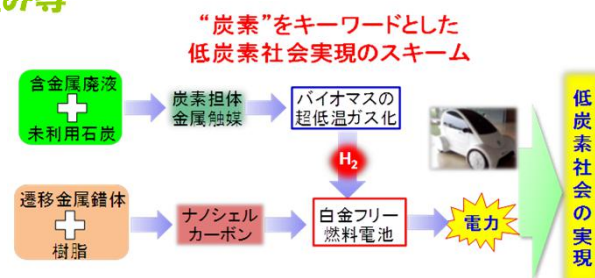 "炭素"をキーワードとした
低炭素社会実現のスキーム
含金属廃液
未利用石炭
炭素担体
金属触媒
バイオマスの
超低温ガス化
H₂
遷移金属錯体
樹脂
ナノシェル
カーボン
白金フリー
燃料電池
電力
低炭素社会の実現